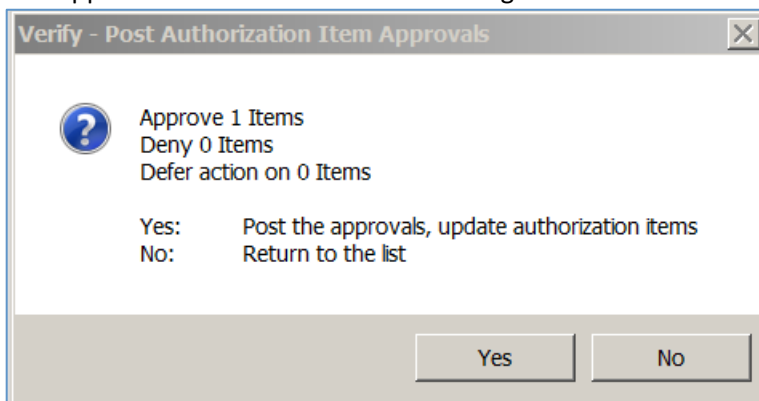 Verify - Post Authorization Item Approvals
Approve 1 Items
Deny 0 Items
Defer action on 0 Items
Yes: Post the approvals, update authorization items
No: Return to the list
Yes No